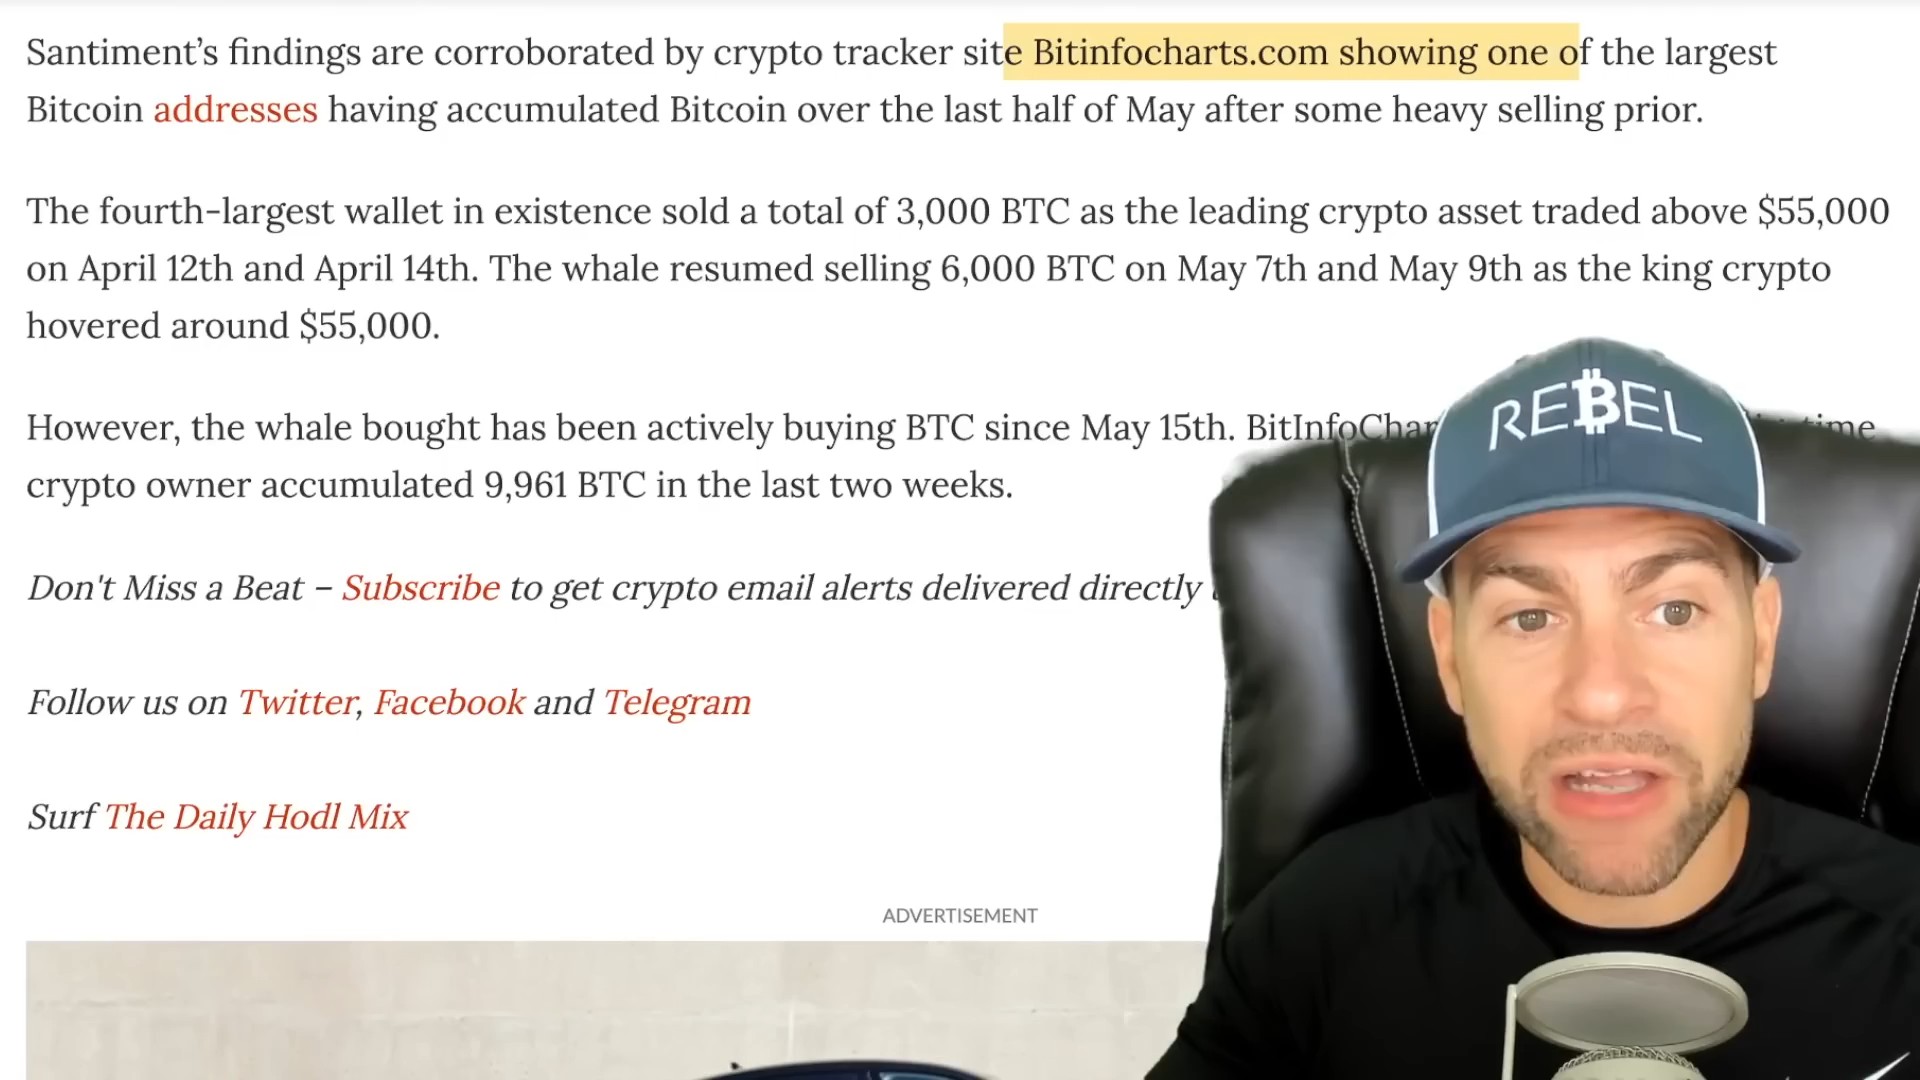 Santiment’s findings are corroborated by crypto tracker site Bitinfocharts.com showing one of the largest
Bitcoin addresses having accumulated Bitcoin over the last half of May after some heavy selling prior.
The fourth-largest wallet in existence sold a total of 3,000 BTC as the leading crypto asset traded above $55,000
on April 12th and April 14th. The whale resumed selling 6,000 BTC on May 7th and May 9th as the king crypto
hovered around $55,000.
However, the whale bought has been actively buying BTC since May 15th. time
crypto owner accumulated 9,961 BTC in the last two weeks.
Don't Miss a Beat – Subscribe to get crypto email alerts delivered directly
Follow us on Twitter, Facebook and Telegram
Surf The Daily Hodl Mix
REBEL
ADVERTISEMENT